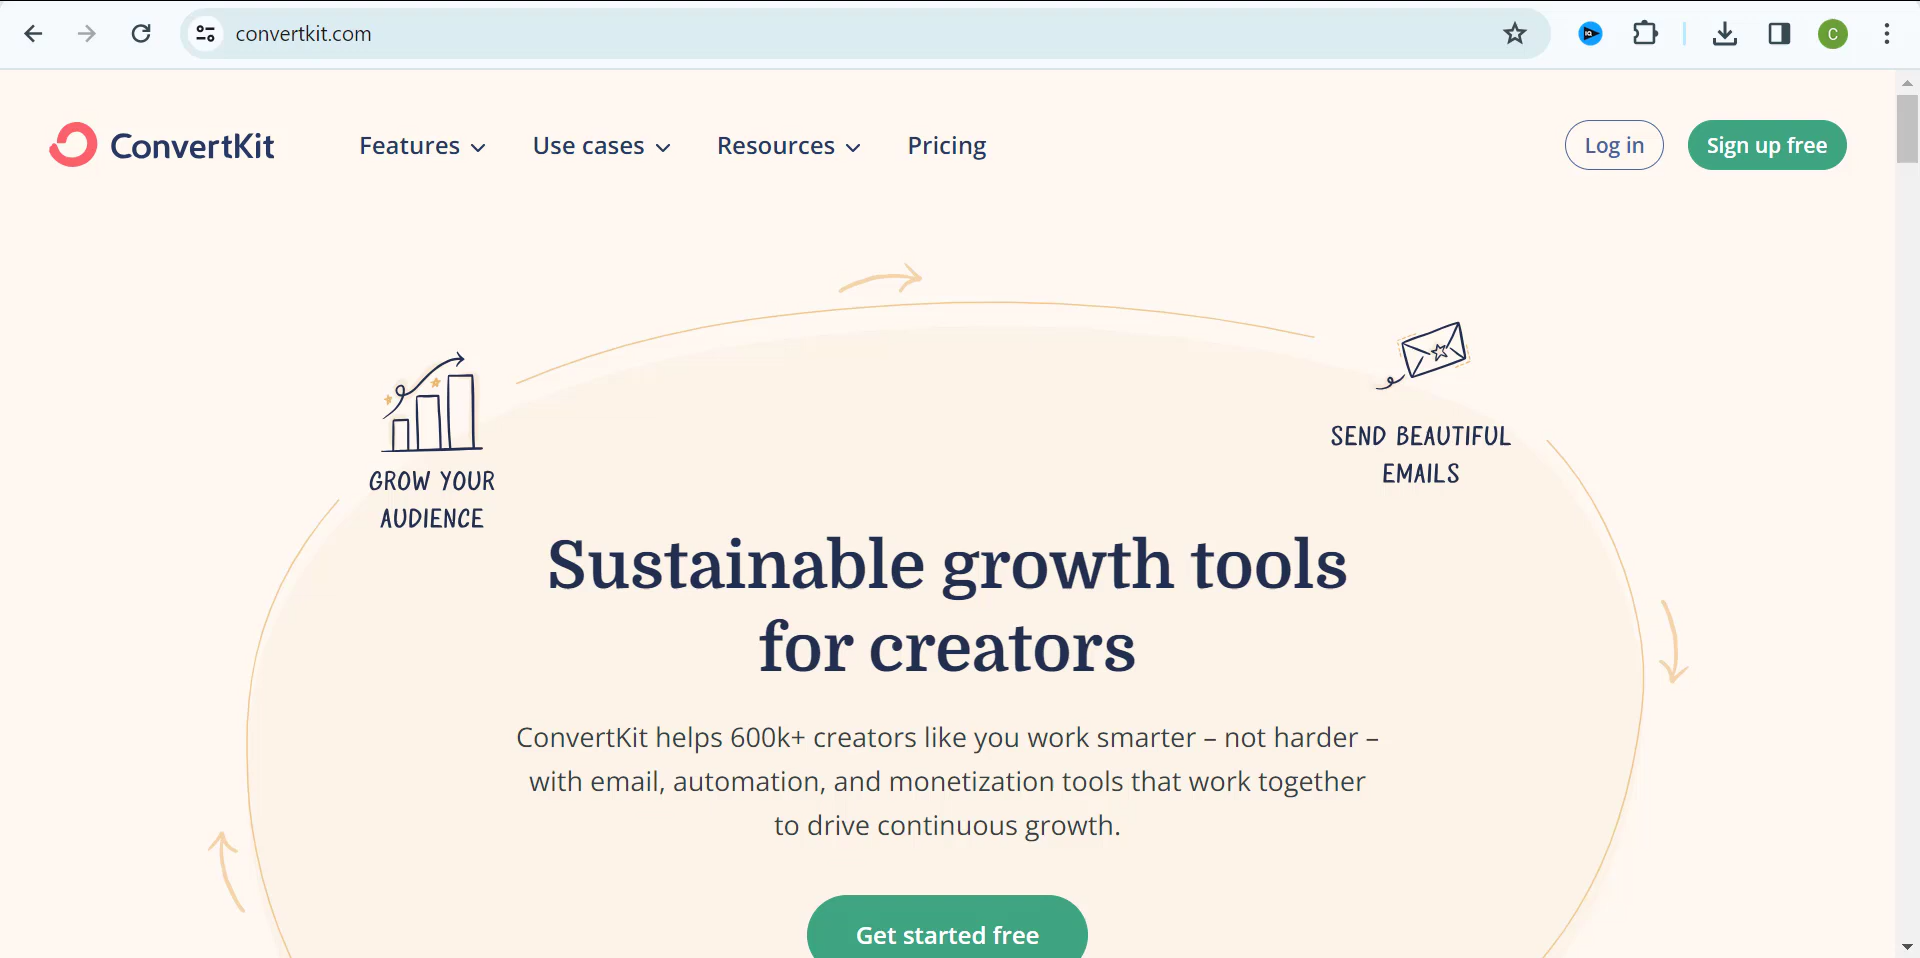 convertkit.com
C
ConvertKit
Features
Use cases
Resources
Pricing
Log in
Sign up free
GROW YOUR
AUDIENCE
SEND BEAUTIFUL
EMAILS
Sustainable growth tools
for creators
ConvertKit helps 600k+ creators like you work smarter – not harder –
with email, automation, and monetization tools that work together
to drive continuous growth.
Get started free